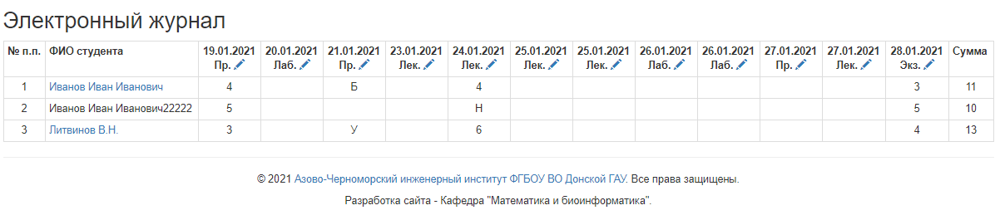 Электронный журнал
№ п.п. ФИО студента 19.01.2021 20.01.2021 21.01.2021 23.01.2021 24.01.2021 25.01.2021 25.01.2021 26.01.2021 26.01.2021 27.01.2021 27.01.2021 28.01.2021 Сумма
Пр. Лаб. Пр. Лек. Лек. Лек. Лек. Лаб. Лаб. Пр. Лек. Экз.
1 Иванов Иван Иванович 4 Б 4 3 11
2 Иванов Иван Иванович22222 5 Н 5 10
3 Литвинов В.Н. 3 У 6 4 13
© 2021 Азово-Черноморский инженерный институт ФГБОУ ВО Донской ГАУ. Все права защищены.
Разработка сайта - Кафедра "Математика и биоинформатика".